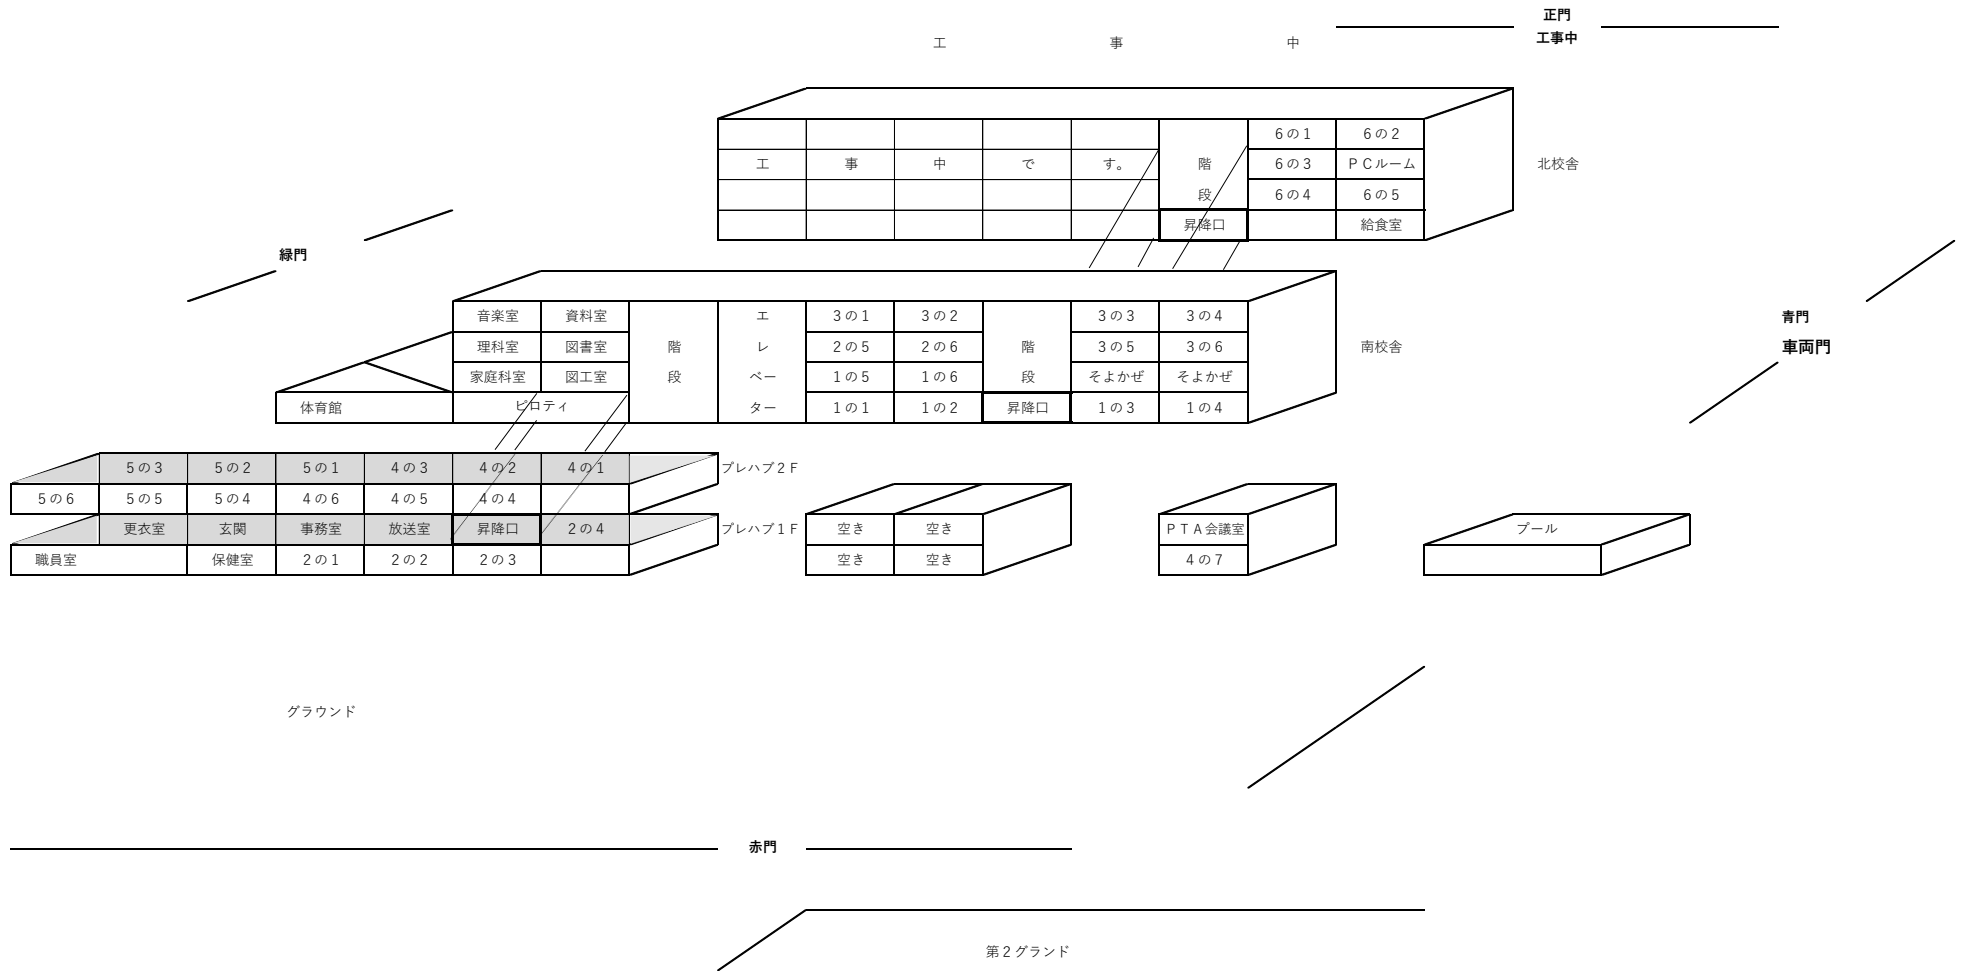 正門
工事中
工 事 中
6の1 6の2
工 事 中 で す。 階 6の3 ＰＣルーム 北校舎
段 6の4 6の5
昇降口 給食室
緑門
音楽室 資料室 エ 3の1 3の2 3の3 3の4
青門
理科室 図書室 階 レ 2の5 2の6 階 3の5 3の6 南校舎
車両門
家庭科室 図工室 段 ベー 1の5 1の6 段 そよかぜ そよかぜ
体育館 ピロティ ター 1の1 1の2 昇降口 1の3 1の4
5の3 5の2 5の1 4の3 4の2 4の1 プレハブ２Ｆ
5の6 5の5 5の4 4の6 4の5 4の4
更衣室 玄関 事務室 放送室 昇降口 2の4 プレハブ１Ｆ 空き 空き ＰＴＡ会議室 プール
職員室 保健室 2の1 2の2 2の3 空き 空き 4の7
グラウンド
赤門
第２グランド